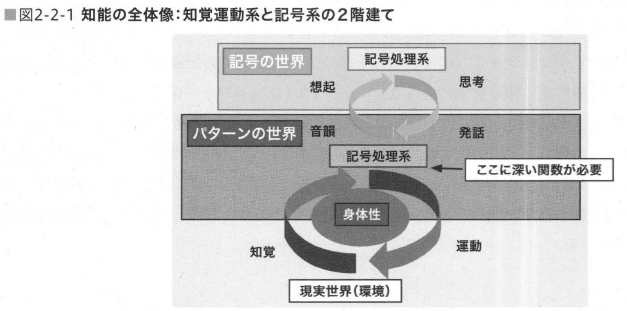 ■図2-2-1 知能の全体像：知覚運動系と記号系の2階建て
記号の世界
記号処理系
想起
思考
パターンの世界
音韻
発話
記号処理系
ここに深い関数が必要
身体性
知覚
運動
現実世界（環境）